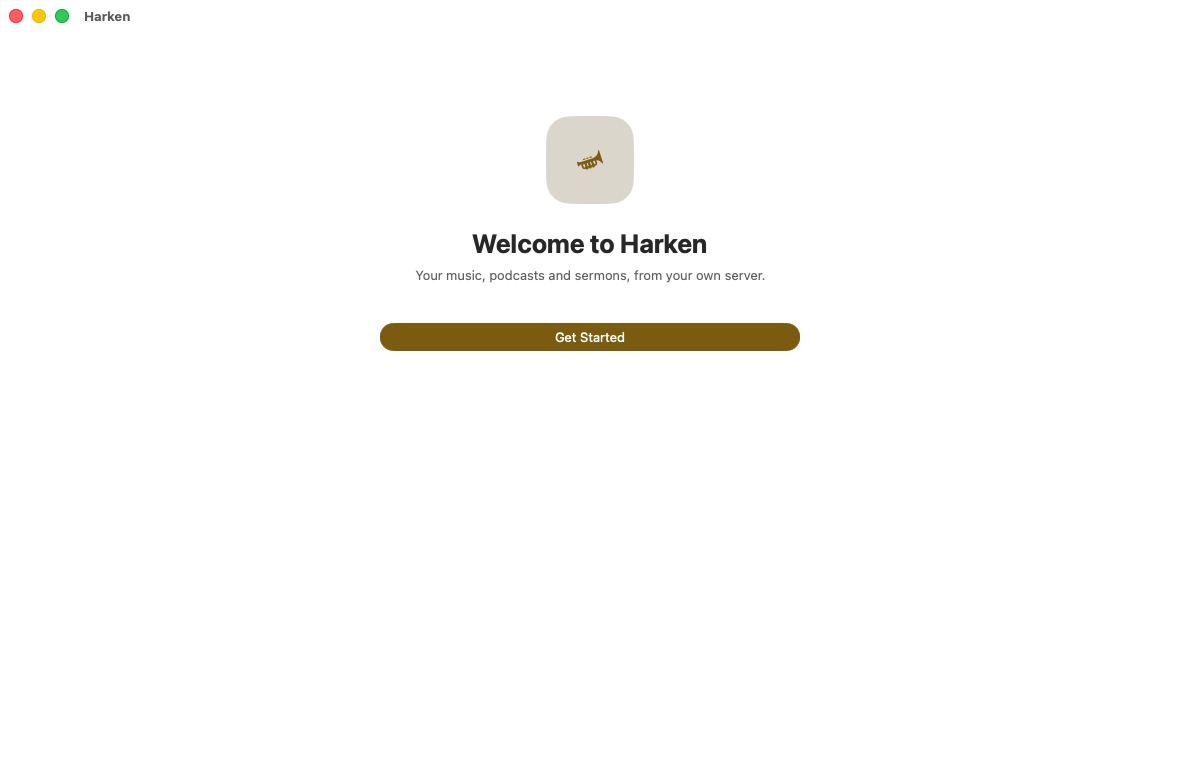 Harken
Welcome to Harken
Your music, podcasts and sermons, from your own server.
Get Started